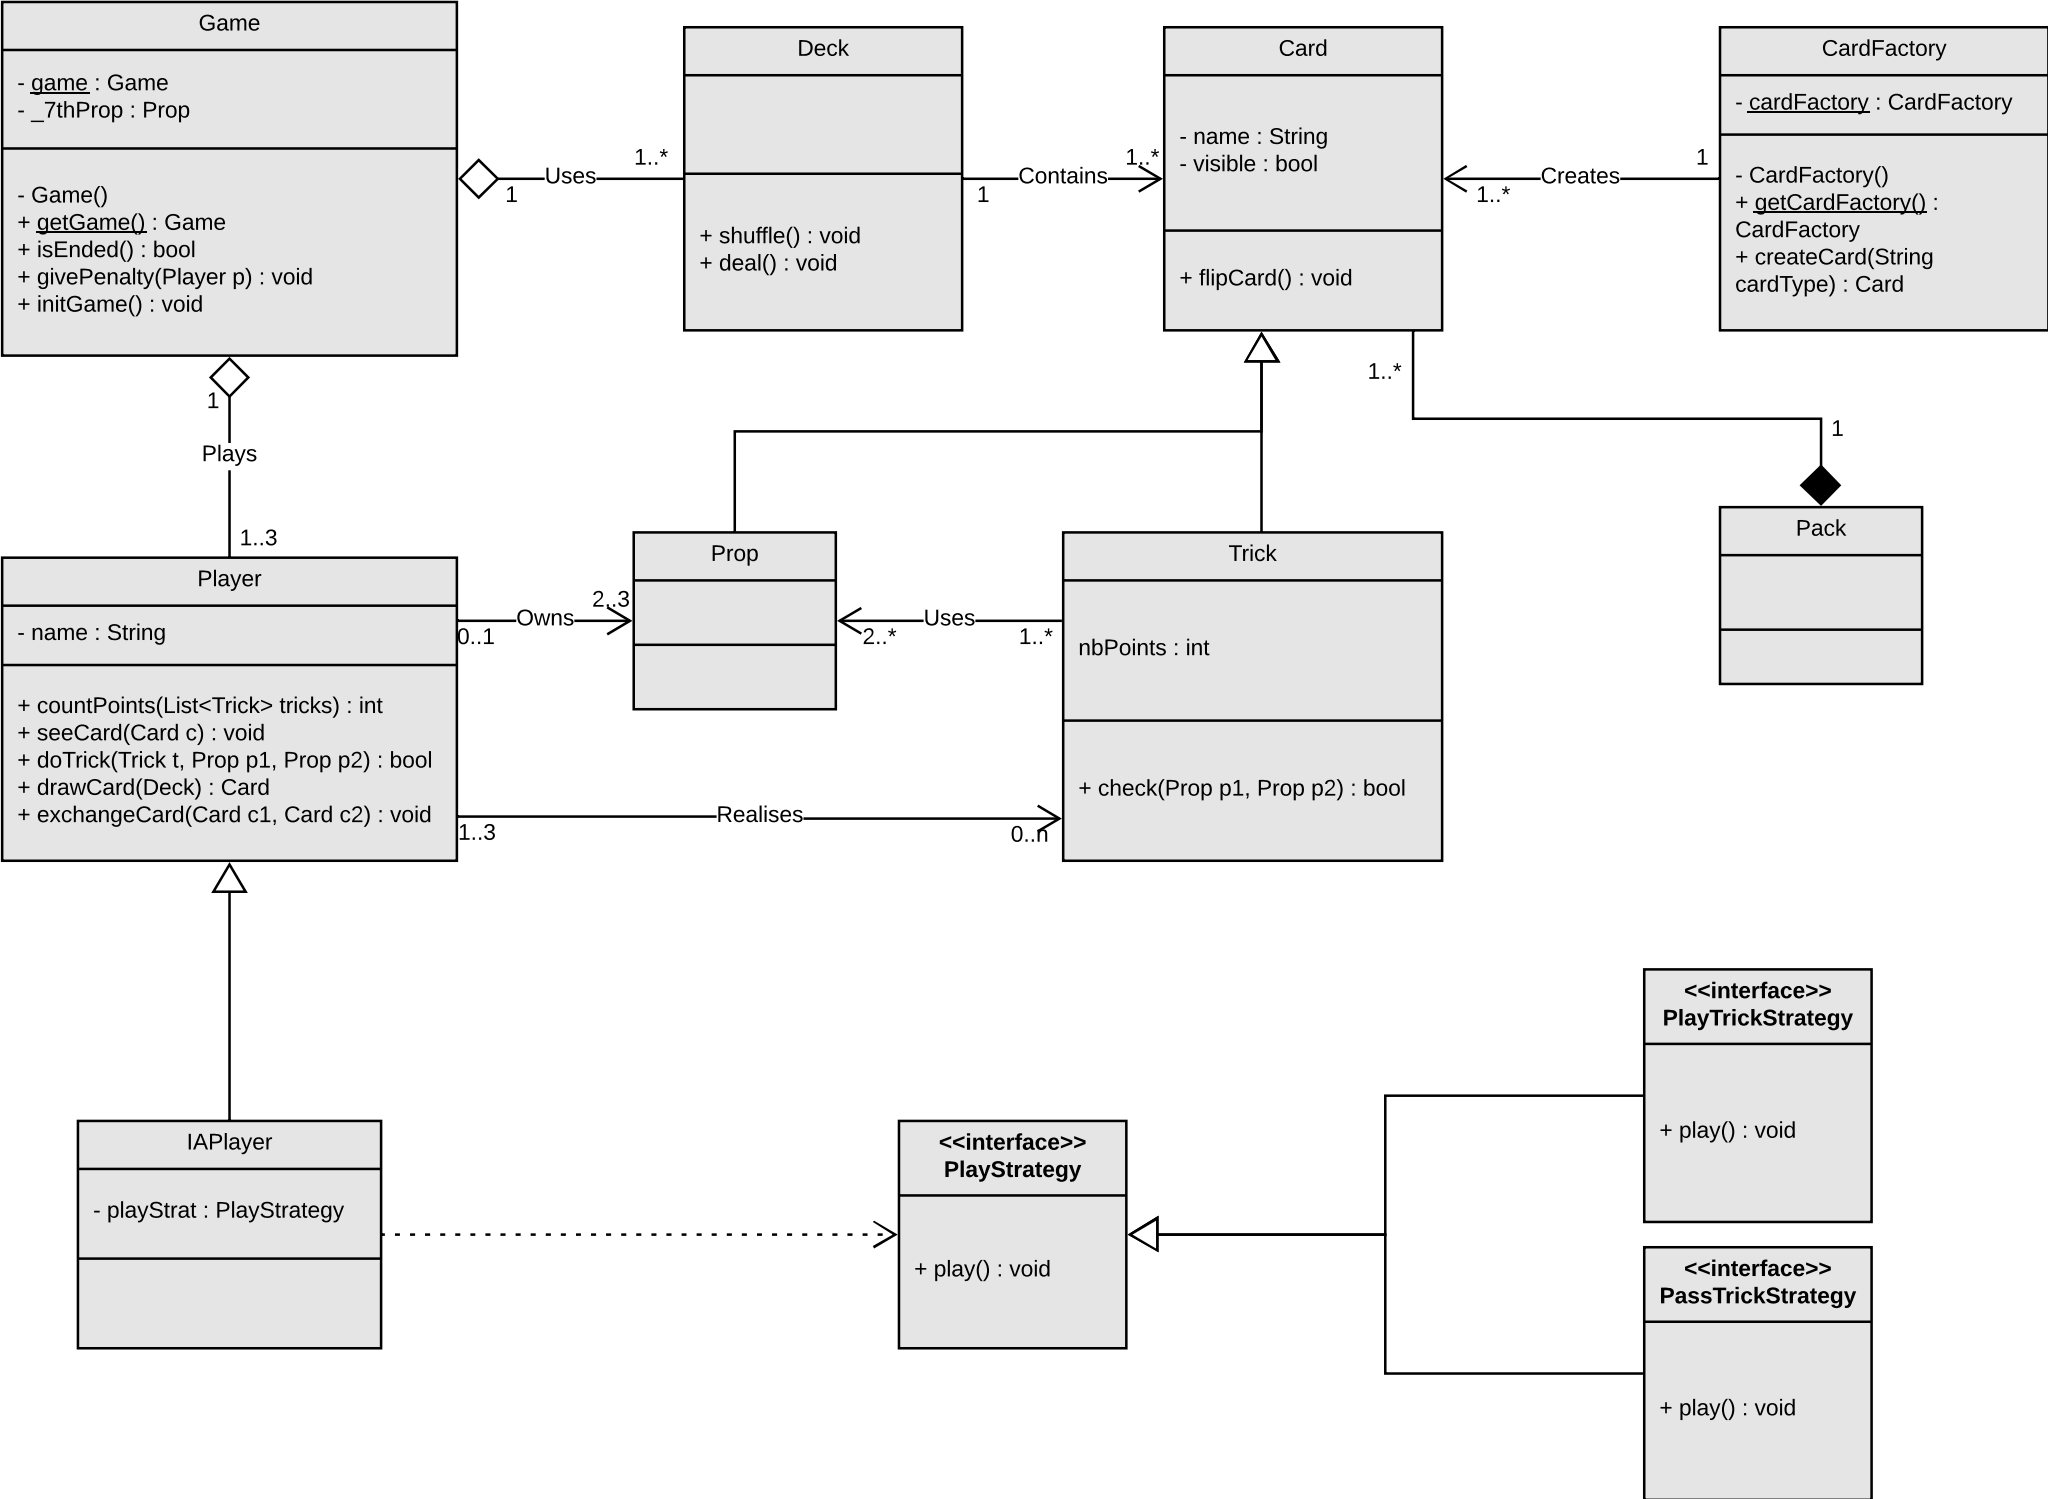 Game
- game : Game
- _7thProp : Prop
- Game()
+ getGame() : Game
+ isEnded() : bool
+ givePenalty(Player p) : void
+ initGame() : void
1
Uses
1..*
Deck
+ shuffle() : void
+ deal() : void
1
Contains
1..*
Card
- name : String
- visible : bool
+ flipCard() : void
1..*
Creates
1
CardFactory
- cardFactory : CardFactory
- CardFactory()
+ getCardFactory() :
CardFactory
+ createCard(String
cardType) : Card
1
Plays
1..3
1..*
1
Pack
Player
- name : String
+ countPoints(List<Trick> tricks) : int
+ seeCard(Card c) : void
+ doTrick(Trick t, Prop p1, Prop p2) : bool
+ drawCard(Deck) : Card
+ exchangeCard(Card c1, Card c2) : void
0..1
Owns
2..3
Prop
2..*
Uses
1..*
Trick
nbPoints : int
+ check(Prop p1, Prop p2) : bool
1..3
Realises
0..n
IAPlayer
- playStrat : PlayStrategy
<<interface>>
PlayStrategy
+ play() : void
<<interface>>
PlayTrickStrategy
+ play() : void
<<interface>>
PassTrickStrategy
+ play() : void